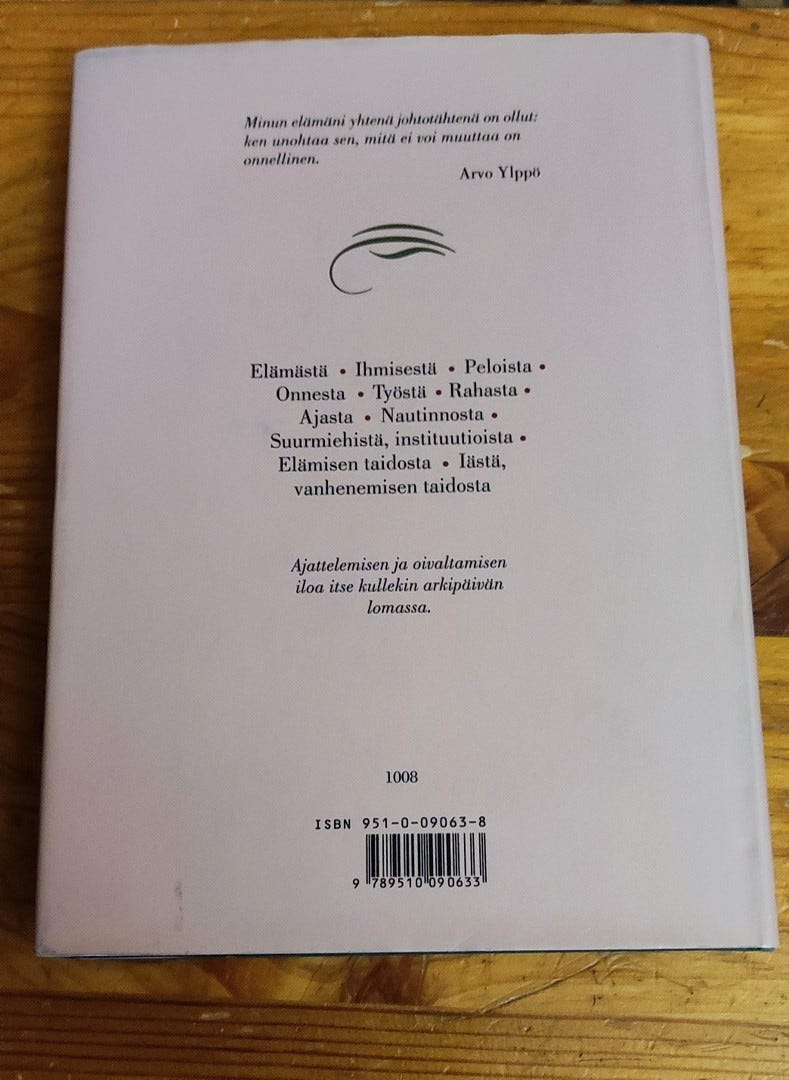 Minun elämäni yhtenä johtotähtenä on ollut:
ken unohtaa sen, mitä ei voi muuttaa on
onnellinen.
Arvo Ylppö
Elämästä • Ihmisestä • Peloista •
Onnesta • Työstä • Rahasta •
Ajasta • Nautinnosta •
Suurmiehistä, instituutioista •
Elämisen taidosta • Iästä,
vanhenemisen taidosta
Ajattelemisen ja oivaltamisen
iloa itse kullekin arkipäivän
lomassa.
1008
ISBN 951-0-09063-8
9 789510 090633